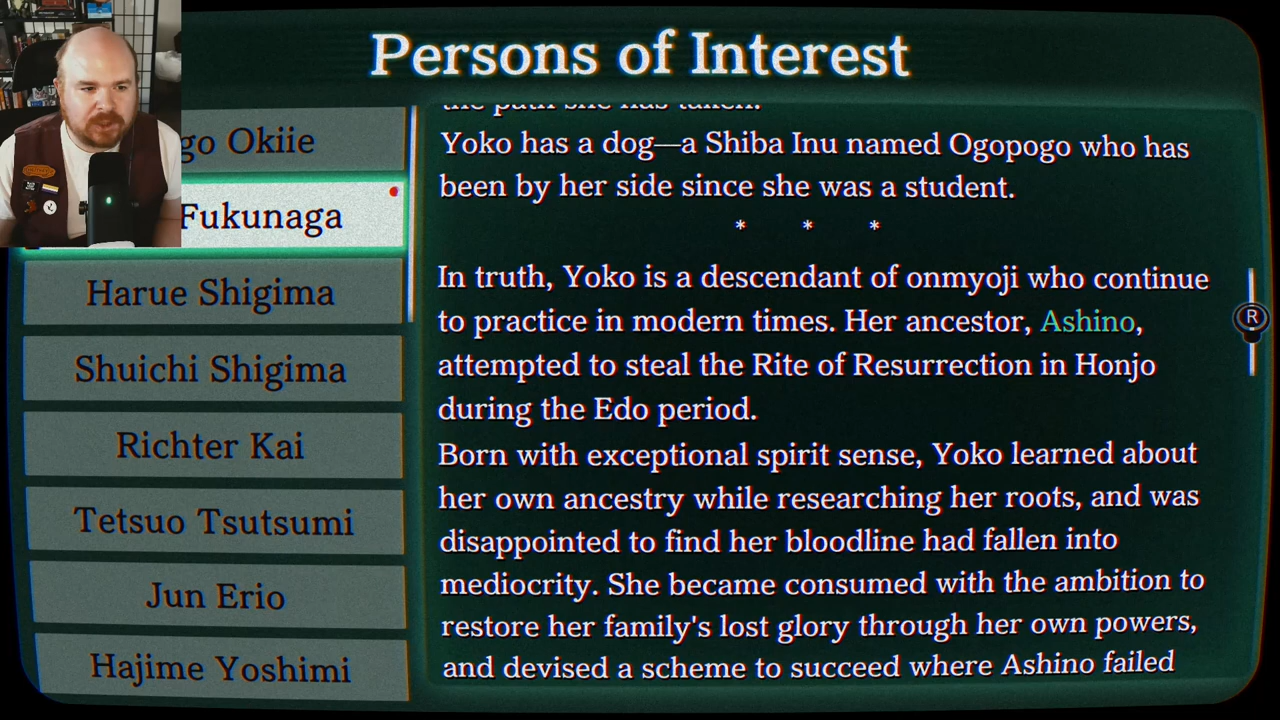 Persons of Interest
go Okiie
Fukunaga
Harue Shigima
Shuichi Shigima
Richter Kai
Tetsuo Tsutsumi
Jun Erio
Hajime Yoshimi
the path she has taken.
Yoko has a dog—a Shiba Inu named Ogopogo who has
been by her side since she was a student.
* * *
In truth, Yoko is a descendant of onmyoji who continue
to practice in modern times. Her ancestor, Ashino,
attempted to steal the Rite of Resurrection in Honjo
during the Edo period.
Born with exceptional spirit sense, Yoko learned about
her own ancestry while researching her roots, and was
disappointed to find her bloodline had fallen into
mediocrity. She became consumed with the ambition to
restore her family's lost glory through her own powers,
and devised a scheme to succeed where Ashino failed
R